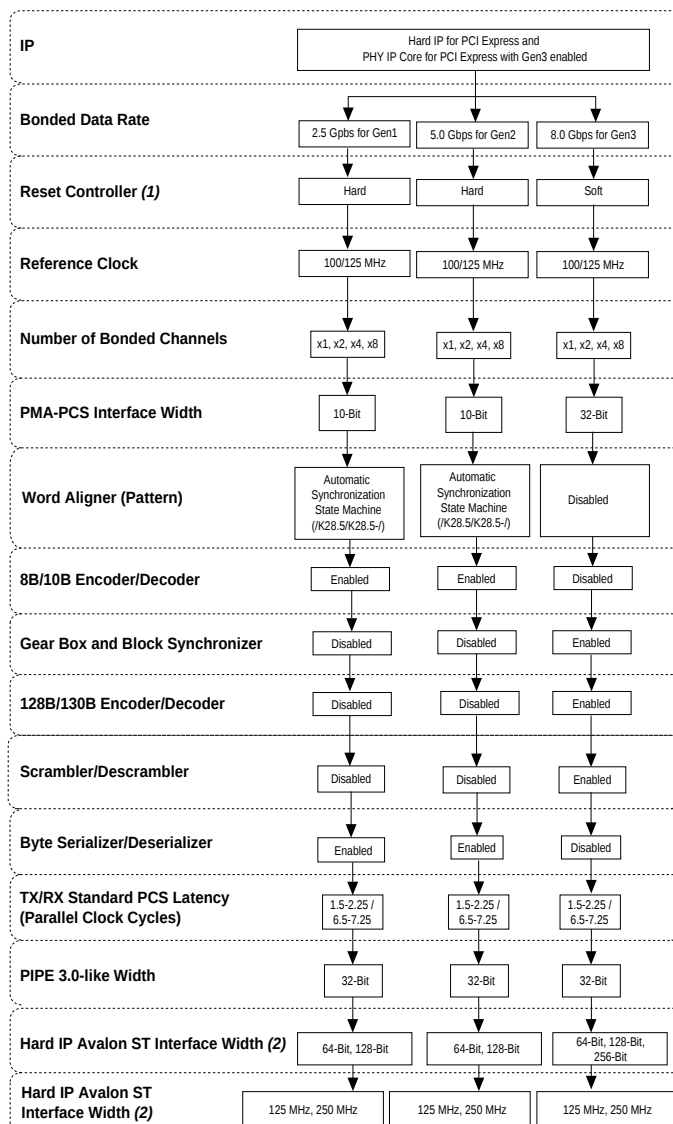 IP
Hard IP for PCI Express and
PHY IP Core for PCI Express with Gen3 enabled
Bonded Data Rate
2.5 Gpbs for Gen1
5.0 Gbps for Gen2
8.0 Gbps for Gen3
Reset Controller (1)
Hard
Hard
Soft
Reference Clock
100/125 MHz
100/125 MHz
100/125 MHz
Number of Bonded Channels
x1, x2, x4, x8
x1, x2, x4, x8
x1, x2, x4, x8
PMA-PCS Interface Width
10-Bit
10-Bit
32-Bit
Word Aligner (Pattern)
Automatic
Synchronization
State Machine
(/K28.5/K28.5-/)
Automatic
Synchronization
State Machine
(/K28.5/K28.5-/)
Disabled
8B/10B Encoder/Decoder
Enabled
Enabled
Disabled
Gear Box and Block Synchronizer
Disabled
Disabled
Enabled
128B/130B Encoder/Decoder
Disabled
Disabled
Enabled
Scrambler/Descrambler
Disabled
Disabled
Enabled
Byte Serializer/Deserializer
Enabled
Enabled
Disabled
TX/RX Standard PCS Latency
(Parallel Clock Cycles)
1.5-2.25 /
6.5-7.25
1.5-2.25 /
6.5-7.25
1.5-2.25 /
6.5-7.25
PIPE 3.0-like Width
32-Bit
32-Bit
32-Bit
Hard IP Avalon ST Interface Width (2)
64-Bit, 128-Bit
64-Bit, 128-Bit
64-Bit, 128-Bit,
256-Bit
Hard IP Avalon ST
Interface Width (2)
125 MHz, 250 MHz
125 MHz, 250 MHz
125 MHz, 250 MHz